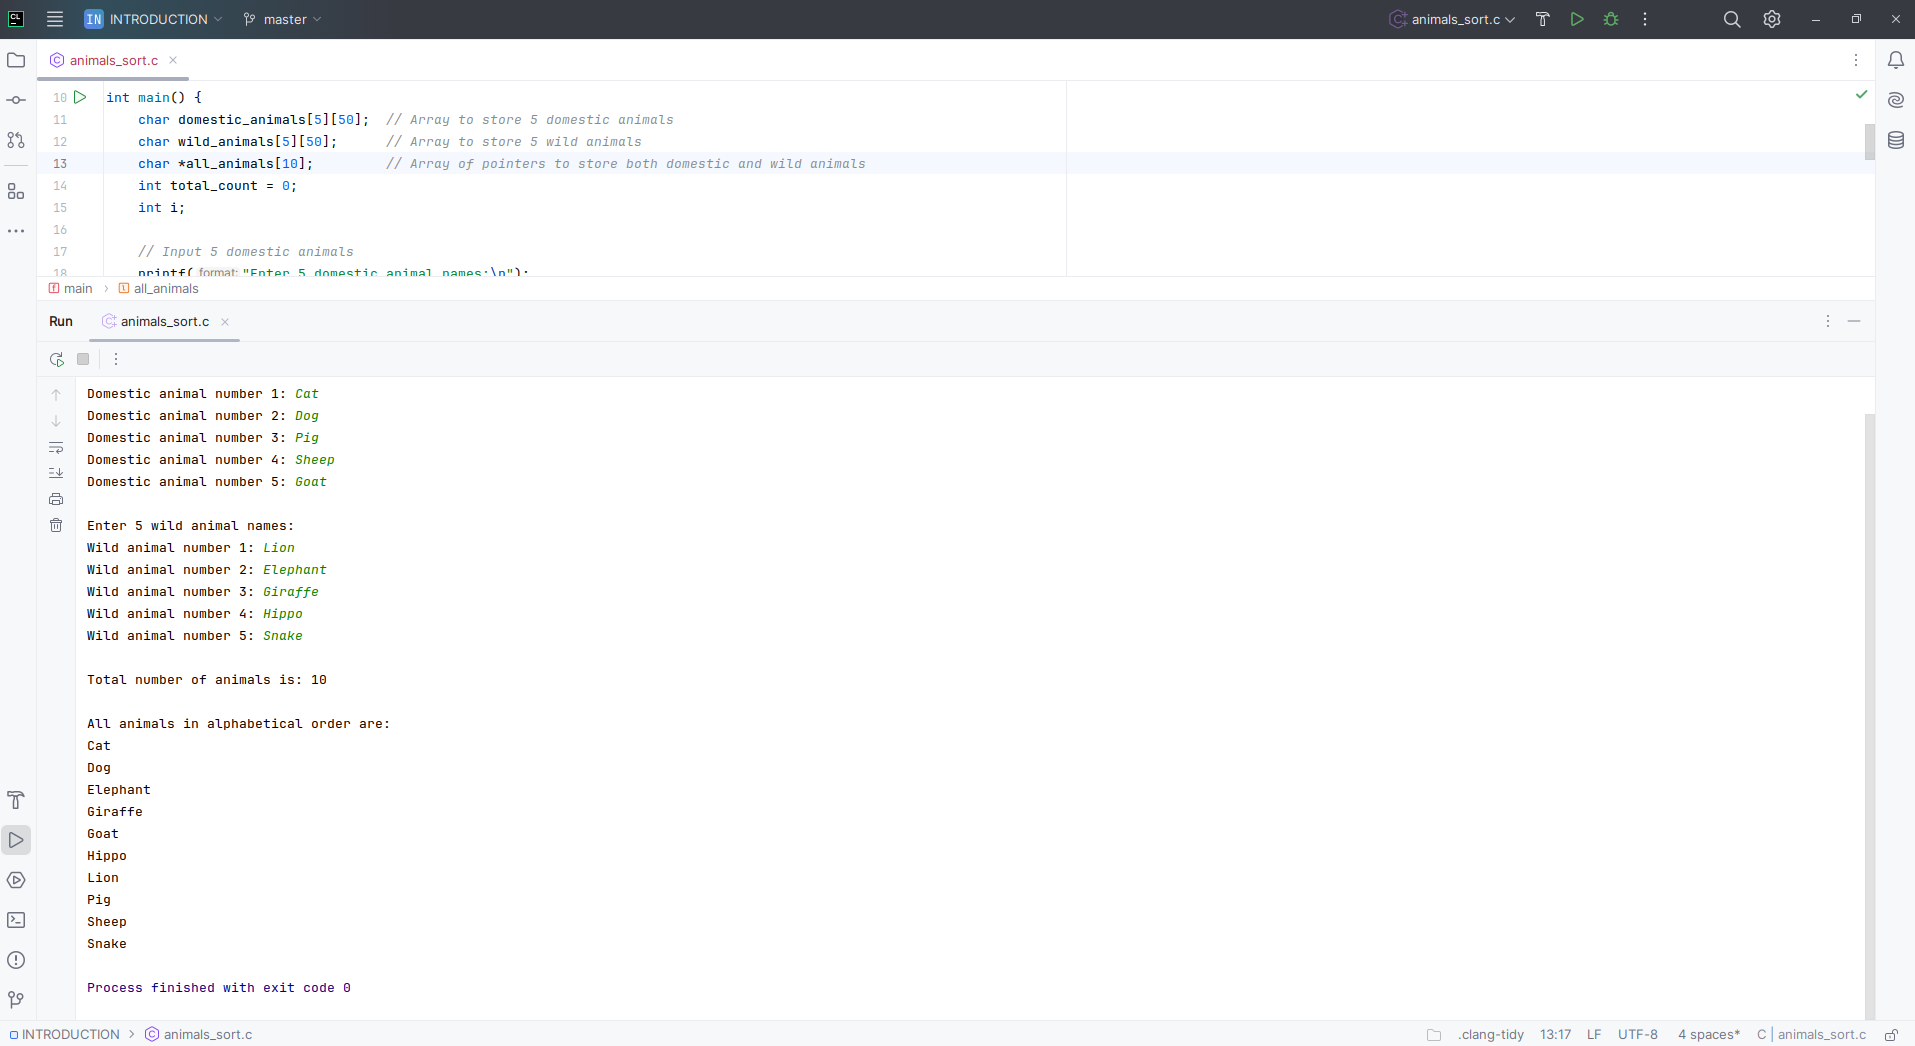 CL IN INTRODUCTION master animals_sort.c
animals_sort.c
10 int main() {
11 char domestic_animals[5][50]; // Array to store 5 domestic animals
12 char wild_animals[5][50]; // Array to store 5 wild animals
13 char *all_animals[10]; // Array of pointers to store both domestic and wild animals
14 int total_count = 0;
15 int i;
16
17 // Input 5 domestic animals
18 printf( format: "Enter 5 domestic animal names:\n");
main › all_animals
Run animals_sort.c
Domestic animal number 1: Cat
Domestic animal number 2: Dog
Domestic animal number 3: Pig
Domestic animal number 4: Sheep
Domestic animal number 5: Goat
Enter 5 wild animal names:
Wild animal number 1: Lion
Wild animal number 2: Elephant
Wild animal number 3: Giraffe
Wild animal number 4: Hippo
Wild animal number 5: Snake
Total number of animals is: 10
All animals in alphabetical order are:
Cat
Dog
Elephant
Giraffe
Goat
Hippo
Lion
Pig
Sheep
Snake
Process finished with exit code 0
INTRODUCTION > animals_sort.c .clang-tidy 13:17 LF UTF-8 4 spaces* C | animals_sort.c